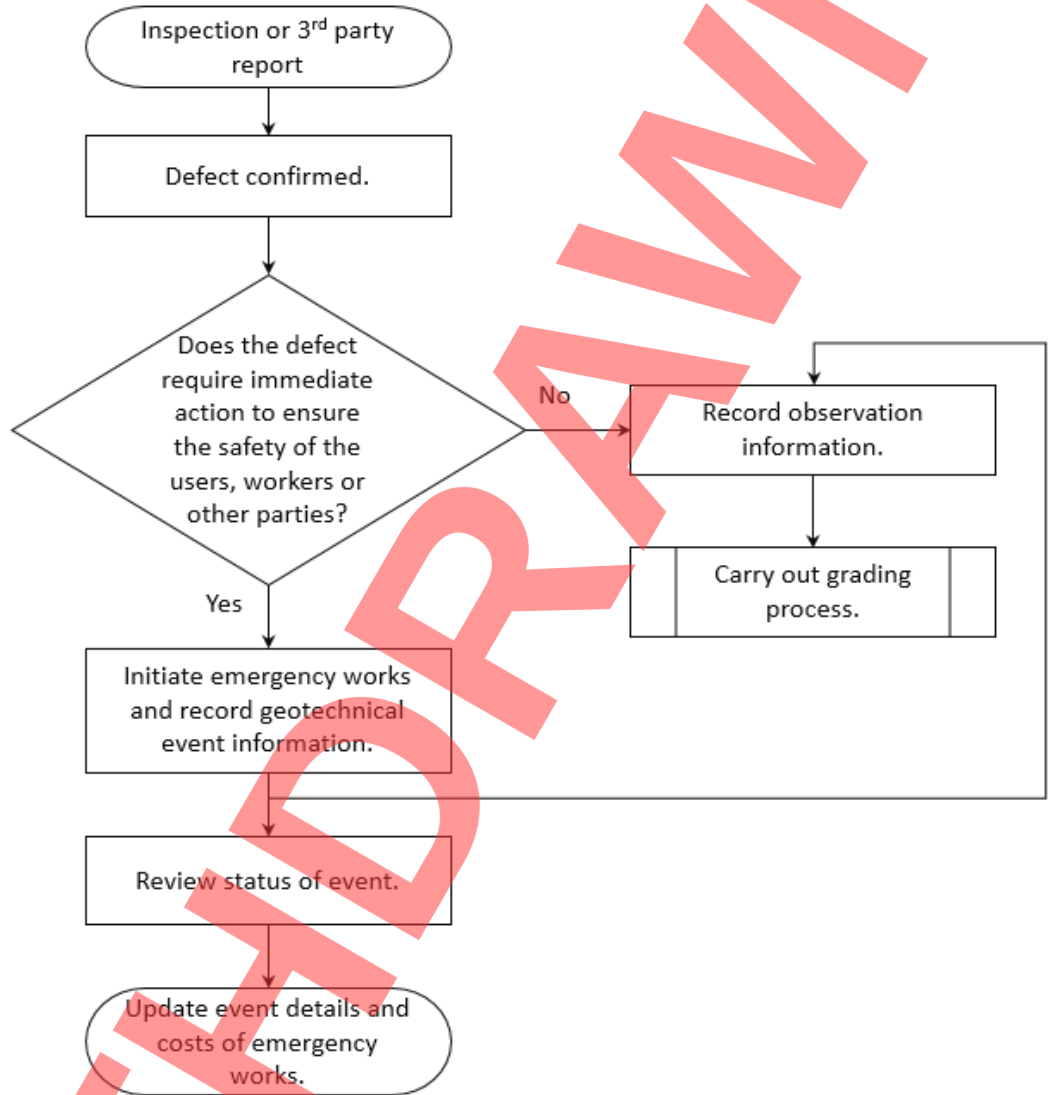 Inspection or 3rd party
report
Defect confirmed.
Does the defect
require immediate
action to ensure
the safety of the
users, workers or
other parties?
No
Record observation
information.
Carry out grading
process.
Yes
Initiate emergency works
and record geotechnical
event information.
Review status of event.
Update event details and
costs of emergency
works.
THDRAWN